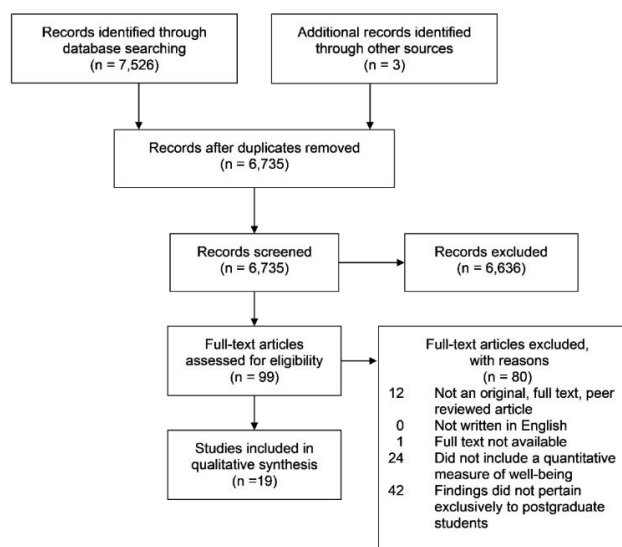 Records identified through
database searching
(n = 7,526)
Additional records identified
through other sources
(n = 3)
Records after duplicates removed
(n = 6,735)
Records screened
(n = 6,735)
Records excluded
(n = 6,636)
Full-text articles
assessed for eligibility
(n = 99)
Full-text articles excluded,
with reasons
(n = 80)
12 Not an original, full text, peer
reviewed article
0 Not written in English
1 Full text not available
24 Did not include a quantitative
measure of well-being
42 Findings did not pertain
exclusively to postgraduate
students
Studies included in
qualitative synthesis
(n =19)